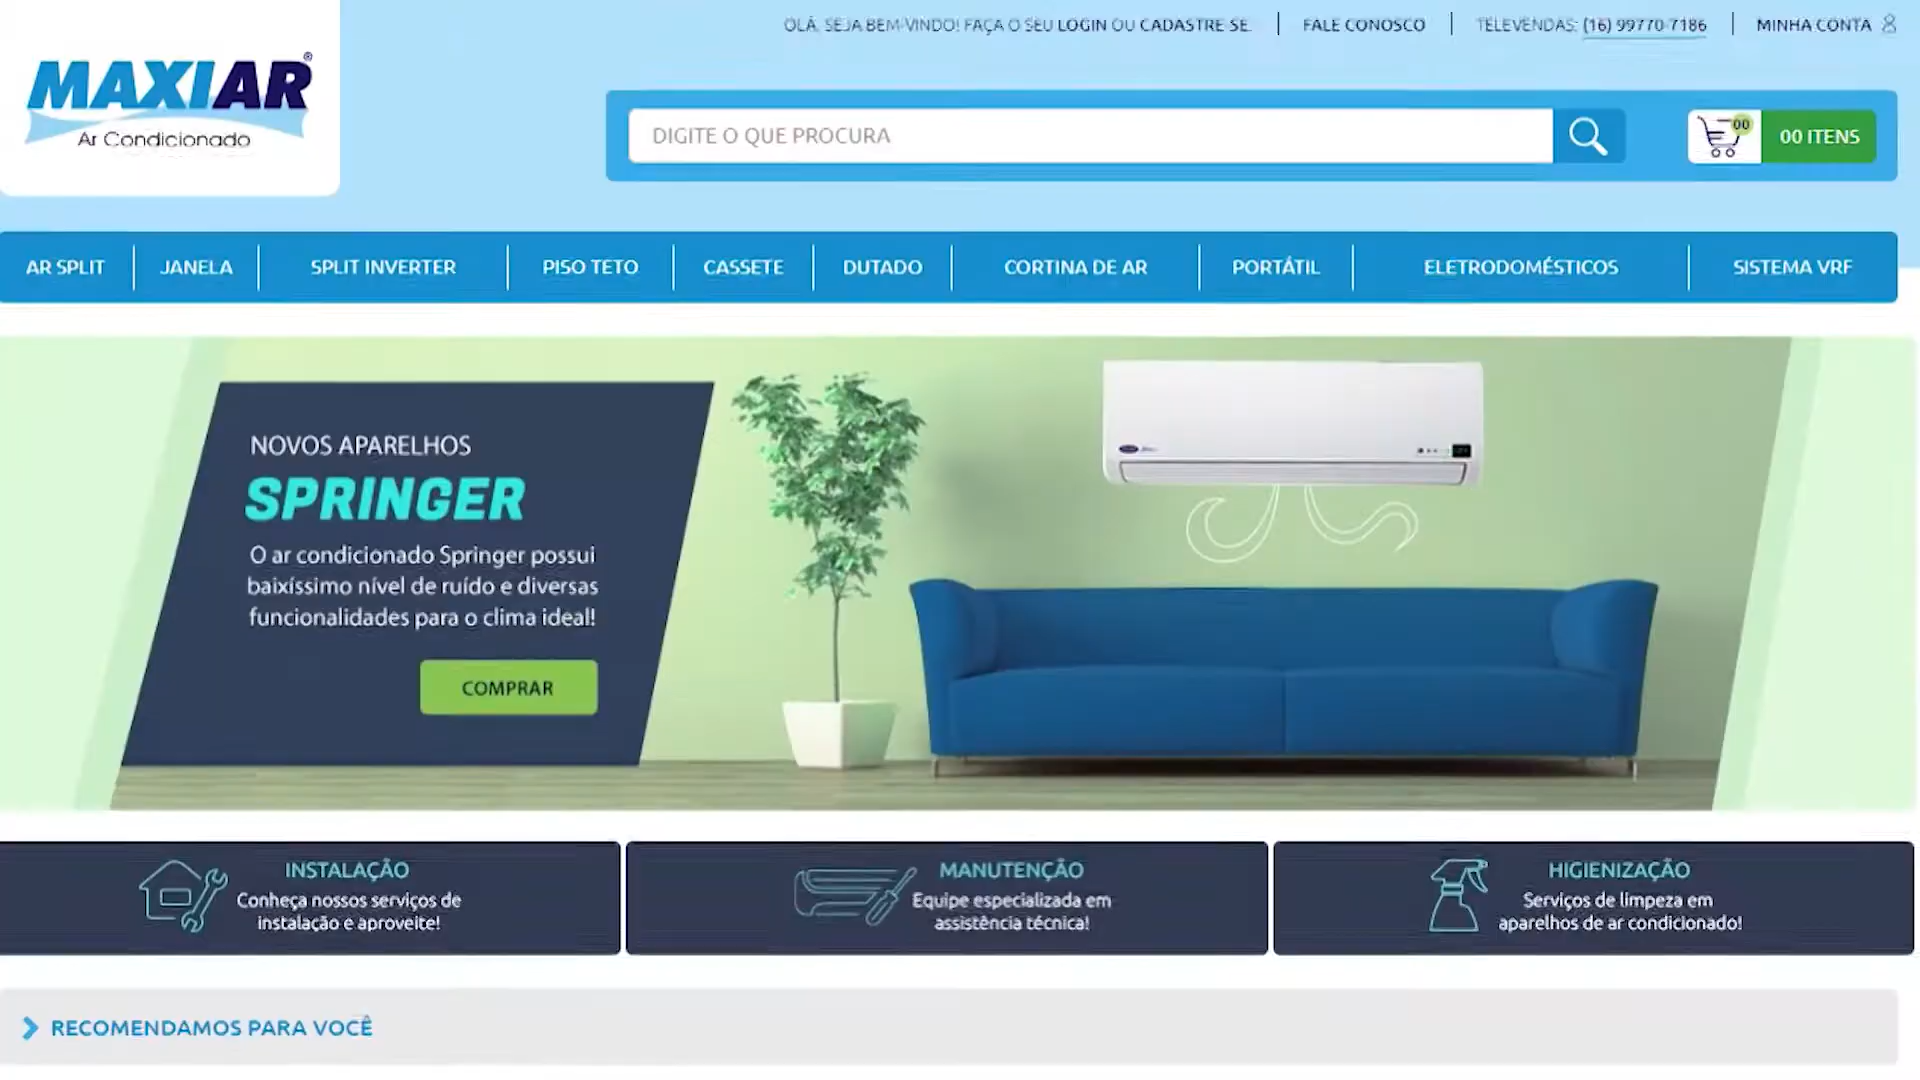 OLÁ, SEJA BEM-VINDO! FAÇA O SEU LOGIN OU CADASTRE-SE.
FALE CONOSCO
TELEVENDAS: (16) 99770-7186
MINHA CONTA
MAXIAR®
Ar Condicionado
DIGITE O QUE PROCURA
00
00 ITENS
AR SPLIT
JANELA
SPLIT INVERTER
PISO TETO
CASSETE
DUTADO
CORTINA DE AR
PORTÁTIL
ELETRODOMÉSTICOS
SISTEMA VRF
NOVOS APARELHOS
SPRINGER
O ar condicionado Springer possui
baixíssimo nível de ruído e diversas
funcionalidades para o clima ideal!
COMPRAR
INSTALAÇÃO
Conheça nossos serviços de
instalação e aproveite!
MANUTENÇÃO
Equipe especializada em
assistência técnica!
HIGIENIZAÇÃO
Serviços de limpeza em
aparelhos de ar condicionado!
RECOMENDAMOS PARA VOCÊ